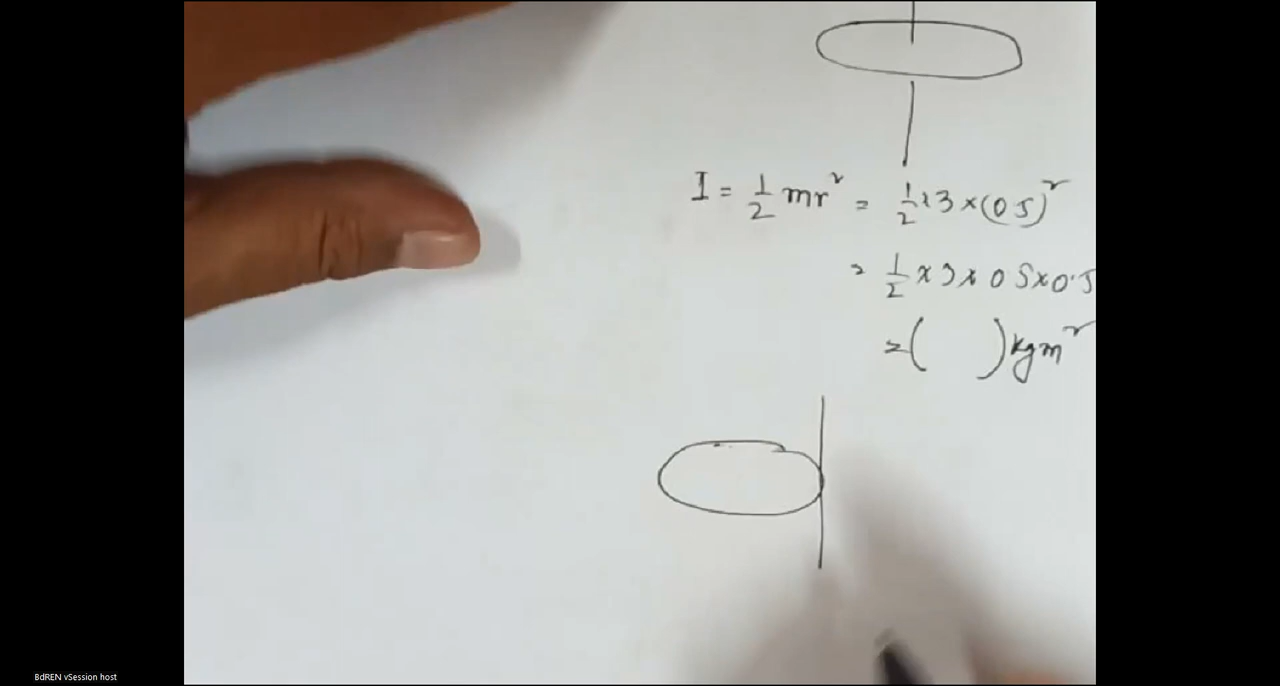 I = 1/2 mr² = 1/2 × 3 × (0.5)²
= 1/2 × 3 × 0.5 × 0.5
= ( ) kgm²
BdREN vSession host